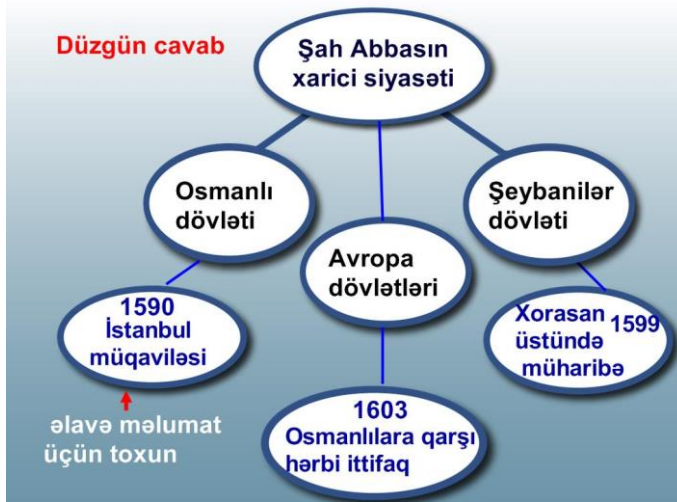 Düzgün cavab
Şah Abbasın
xarici siyasəti
Osmanlı
dövləti
Avropa
dövlətləri
Şeybanilər
dövləti
1590
İstanbul
müqaviləsi
1603
Osmanlılara qarşı
hərbi ittifaq
Xorasan 1599
üstündə
müharibə
əlavə məlumat
üçün toxun